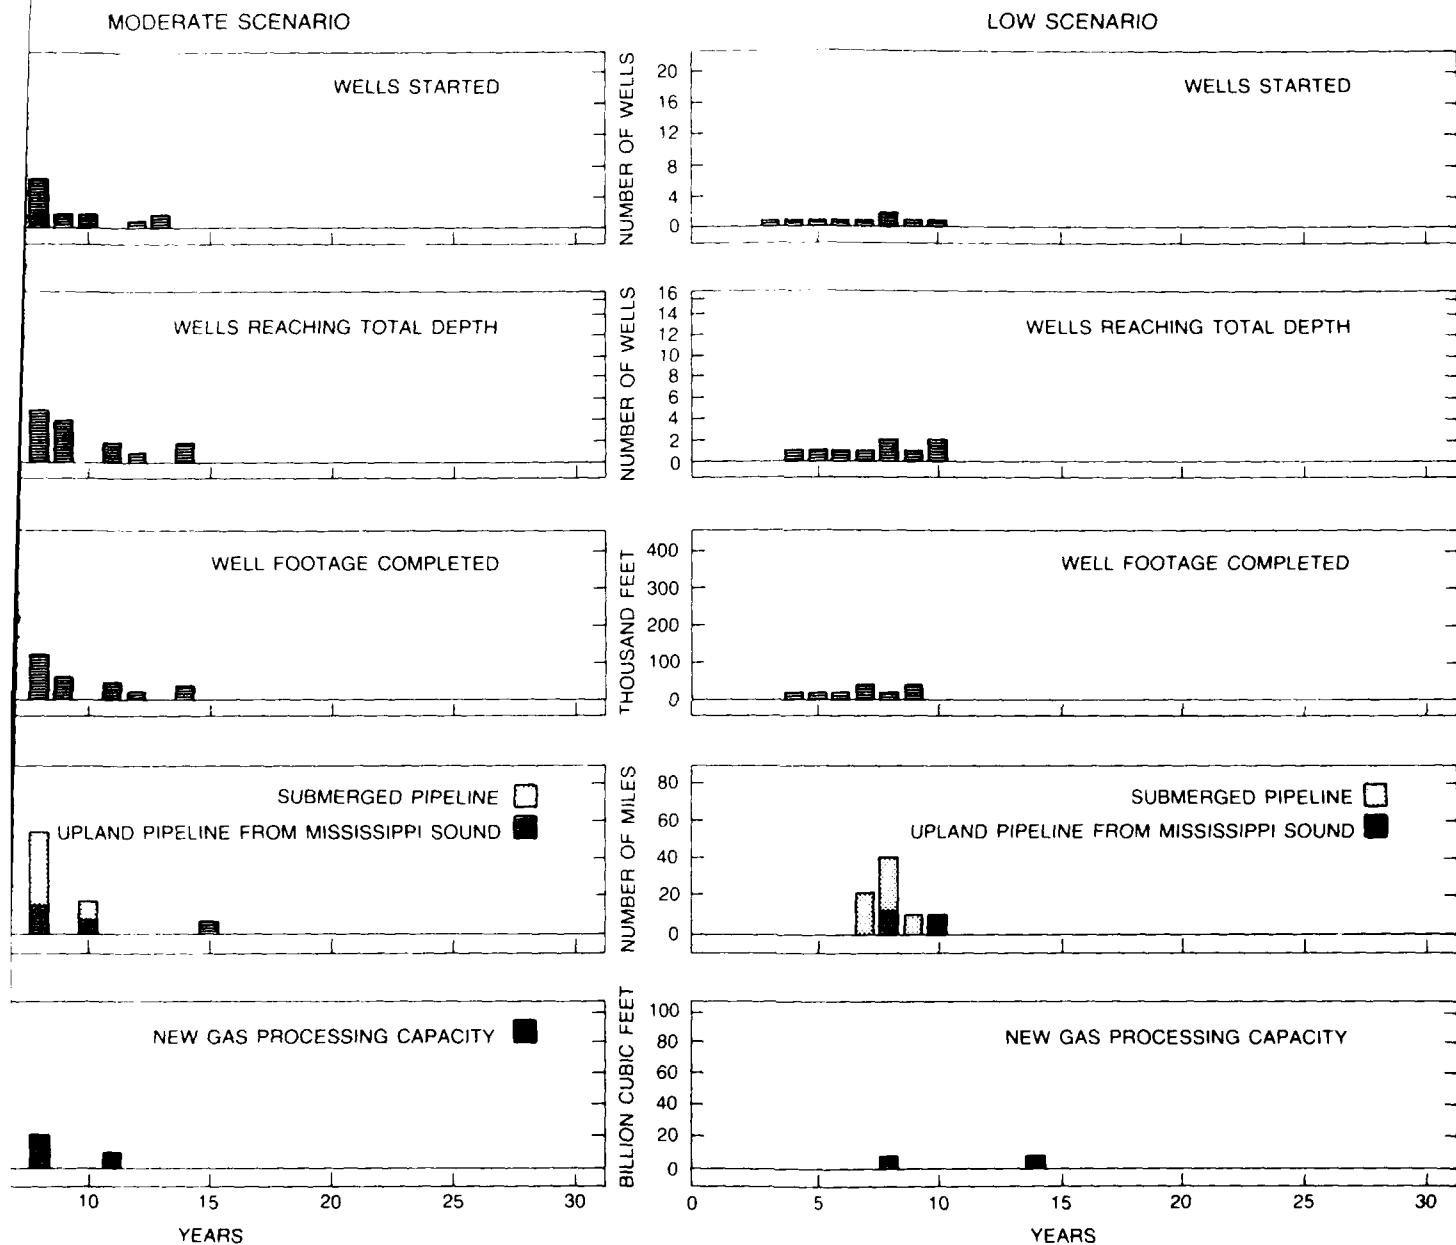 MODERATE SCENARIO
WELLS STARTED
WELLS REACHING TOTAL DEPTH
WELL FOOTAGE COMPLETED
SUBMERGED PIPELINE
UPLAND PIPELINE FROM MISSISSIPPI SOUND
NEW GAS PROCESSING CAPACITY
10 15 20 25 30
YEARS
LOW SCENARIO
NUMBER OF WELLS
20
16
12
8
4
0
WELLS STARTED
NUMBER OF WELLS
16
14
12
10
8
6
4
2
0
WELLS REACHING TOTAL DEPTH
THOUSAND FEET
400
300
200
100
0
WELL FOOTAGE COMPLETED
NUMBER OF MILES
80
60
40
20
0
SUBMERGED PIPELINE
UPLAND PIPELINE FROM MISSISSIPPI SOUND
BILLION CUBIC FEET
100
80
60
40
20
0
NEW GAS PROCESSING CAPACITY
0 5 10 15 20 25 30
YEARS